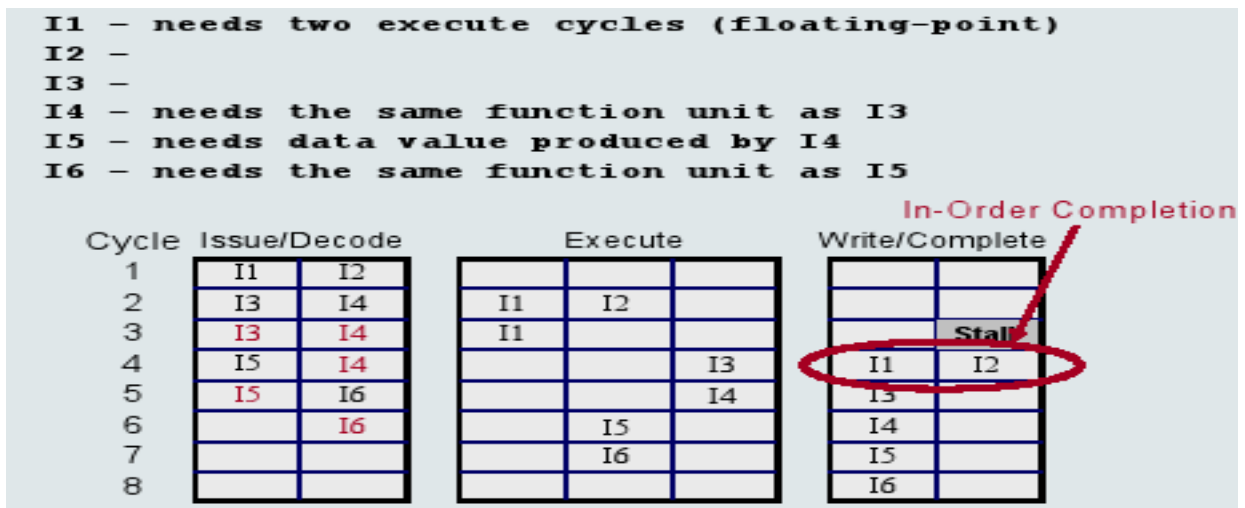 I1 – needs two execute cycles (floating-point)
I2 –
I3 –
I4 – needs the same function unit as I3
I5 – needs data value produced by I4
I6 – needs the same function unit as I5
In-Order Completion
Cycle Issue/Decode Execute Write/Complete
1 I1 I2
2 I3 I4 I1 I2
3 I3 I4 I1 Stall
4 I5 I4 I3 I1 I2
5 I5 I6 I4 I3
6 I6 I5 I4
7 I6 I5
8 I6